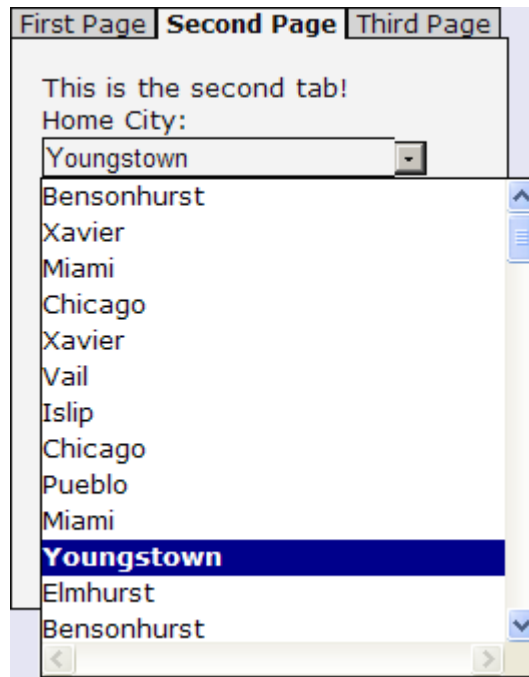 First Page Second Page Third Page
This is the second tab!
Home City:
Youngstown
Bensonhurst
Xavier
Miami
Chicago
Xavier
Vail
Islip
Chicago
Pueblo
Miami
Youngstown
Elmhurst
Bensonhurst